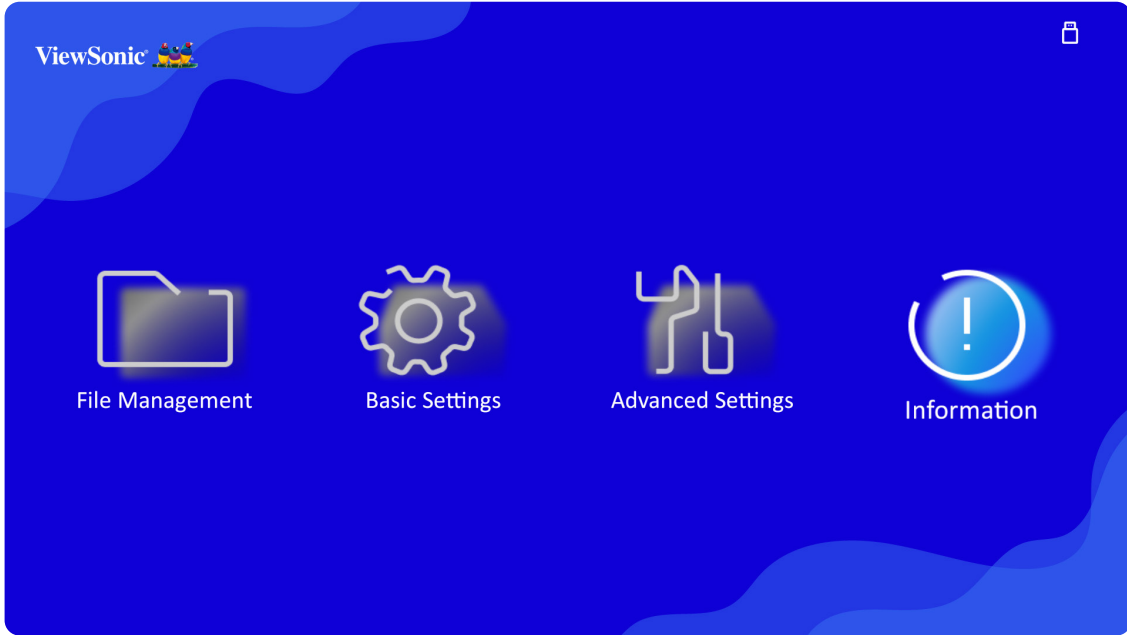 ViewSonic®
File Management
Basic Settings
Advanced Settings
Information